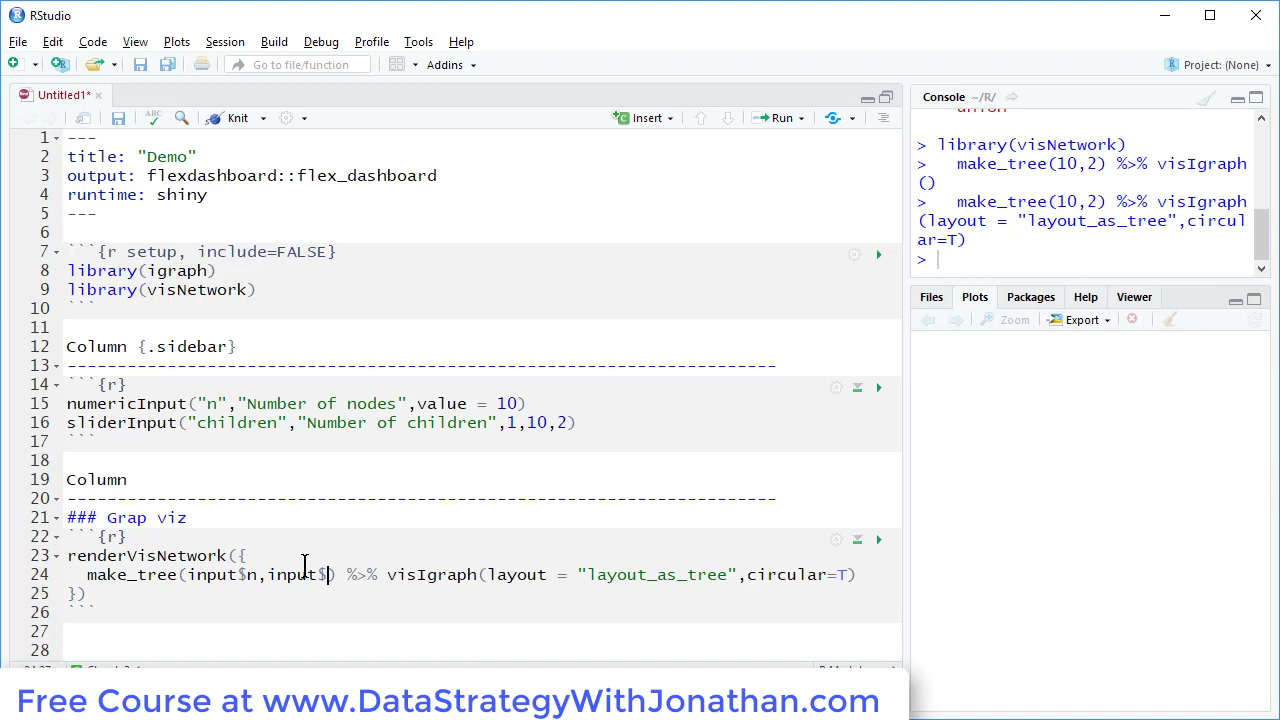 RStudio
File Edit Code View Plots Session Build Debug Profile Tools Help
Go to file/function Addins Project: (None)
Untitled1*
ABC Knit Insert Run
1 ---
2 title: "Demo"
3 output: flexdashboard::flex_dashboard
4 runtime: shiny
5 ---
6
7 ```{r setup, include=FALSE}
8 library(igraph)
9 library(visNetwork)
10 ```
11
12 Column {.sidebar}
13 -----------------------------------------------------------------------
14 ```{r}
15 numericInput("n","Number of nodes",value = 10)
16 sliderInput("children","Number of children",1,10,2)
17 ```
18
19 Column
20 -----------------------------------------------------------------------
21 ### Grap viz
22 ```{r}
23 renderVisNetwork({
24   make_tree(input$n,input$) %>% visIgraph(layout = "layout_as_tree",circular=T)
25 })
26 ```
27
28
Console ~/R/
union
> library(visNetwork)
>   make_tree(10,2) %>% visIgraph
()
>   make_tree(10,2) %>% visIgraph
(layout = "layout_as_tree",circul
ar=T)
>
Files Plots Packages Help Viewer
Zoom Export
Free Course at www.DataStrategyWithJonathan.com